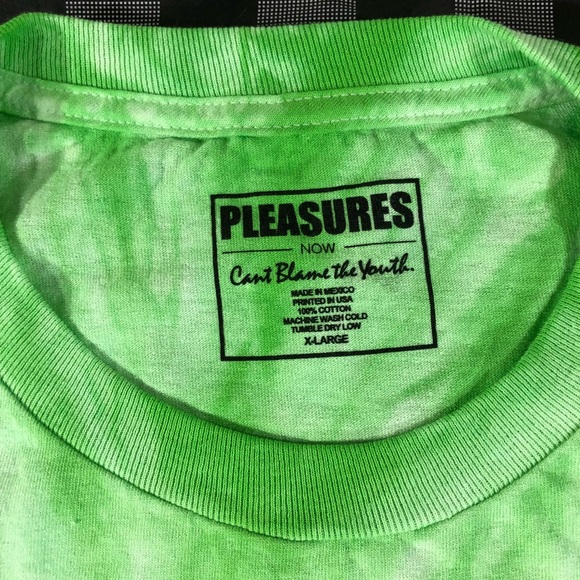 PLEASURES
NOW
Can't Blame the Youth.
MADE IN MEXICO
PRINTED IN USA
100% COTTON
MACHINE WASH COLD
TUMBLE DRY LOW
X-LARGE